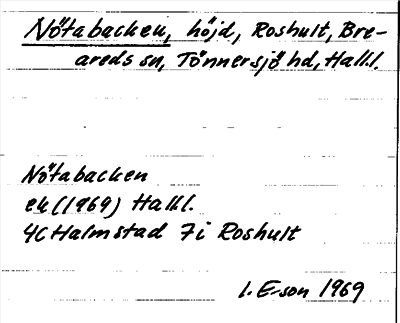 Nötabacken, höjd, Roshult, Bre-
areds sn, Tönnersjö hd, Hall.
Nötabacken
ek (1969) Hall.
4C Halmstad 7i Roshult
I. E-son 1969